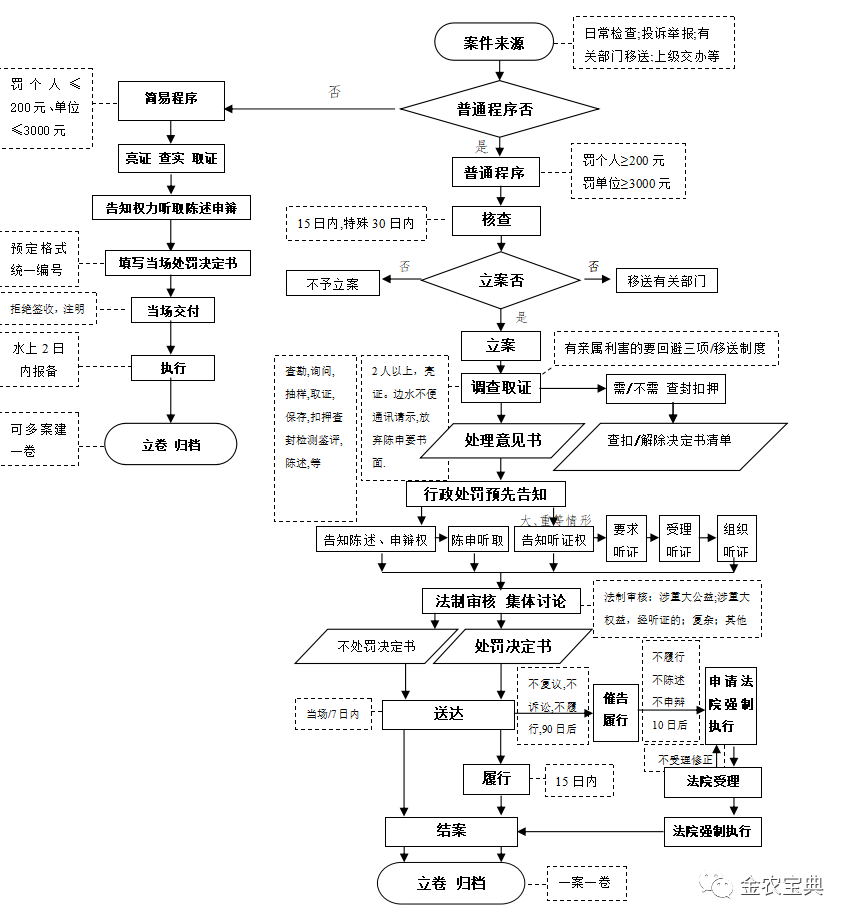 案件来源
日常检查;投诉举报;有
关部门移送;上级交办等
普通程序否
否
简易程序
罚个人≤
200元、单位
≤3000元
是
普通程序
罚个人≥200元
罚单位≥3000元
亮证 查实 取证
告知权力听取陈述申辩
核查
15日内,特殊30日内
填写当场处罚决定书
预定格式
统一编号
立案否
否
否
不予立案
移送有关部门
是
当场交付
拒绝签收，注明
立案
执行
水上2日
内报备
有亲属利害的要回避三项/移送制度
查勘,询问,
抽样,取证,
保存,扣押查
封检测鉴评,
陈述,等
2人以上，亮
证。边水不便
通讯请示,放
弃陈申要书
面.
调查取证
需/不需 查封扣押
立卷 归档
可多案建
一卷
处理意见书
查扣/解除决定书清单
行政处罚预先告知
大、重等情形
告知陈述、申辩权
陈申听取
告知听证权
要求
听证
受理
听证
组织
听证
法制审核 集体讨论
法制审核：涉重大公益;涉重大
权益，经听证的；复杂；其他
不处罚决定书
处罚决定书
当场/7日内
送达
不复议,不
诉讼,不履
行,90日后
催告
履行
不履行
不陈述
不申辩
10日后
申请法
院强制
执行
不受理修正
法院受理
履行
15日内
结案
法院强制执行
立卷 归档
一案一卷
金农宝典